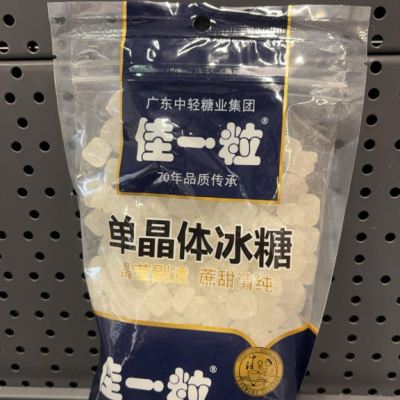 广东中轻糖业集团
佳一粒®
70年品质传承
单晶体冰糖
晶莹剔透 蔗甜清纯
佳一粒®